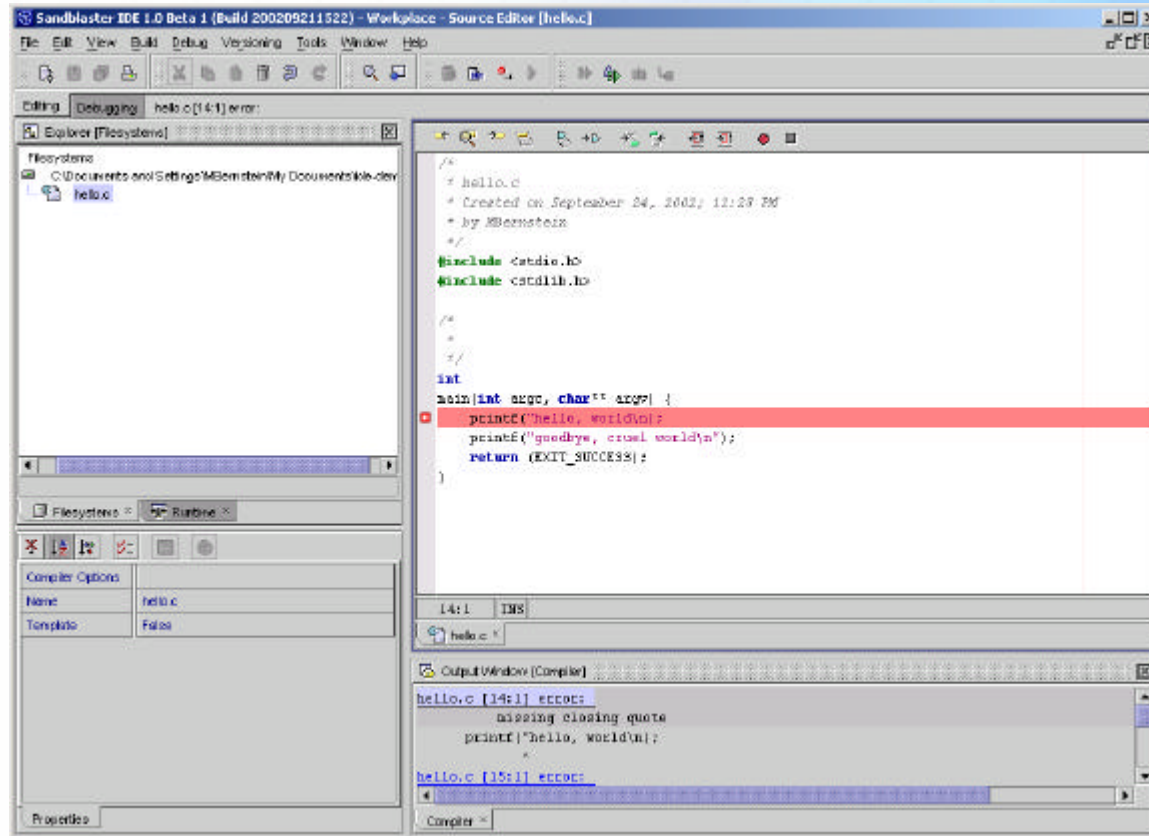 Sandblaster IDE 1.0 Beta 1 (Build 200209211522) - Workplace - Source Editor [hello.c]
File Edit View Build Debug Versioning Tools Window Help
Editing Debugging hello.c [14:1] error:
Explorer [Filesystems]
Filesystems
C:\Documents and Settings\MBernstein\My Documents\
hello.c
Filesystems
Runtime
Compiler Options
Name hello.c
Template False
Properties
/*
* hello.c
* Created on September 24, 2002; 12:28 PM
* by MBernstein
*/
#include <stdio.h>
#include <stdlib.h>
/*
*
*/
int
main(int argc, char** argv) {
printf("hello, world\n);
printf("goodbye, cruel world\n");
return (EXIT_SUCCESS);
}
14:1 INS
hello.c
Output Window [Compiler]
hello.c [14:1] error:
missing closing quote
printf("hello, world\n);
^
hello.c [15:1] error:
Compiler